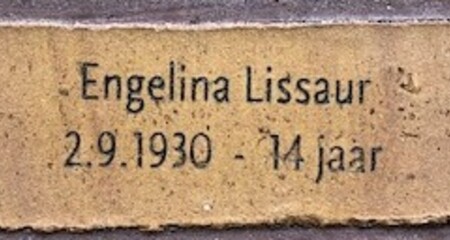 Engelina Lissaur
2.9.1930 - 14 jaar